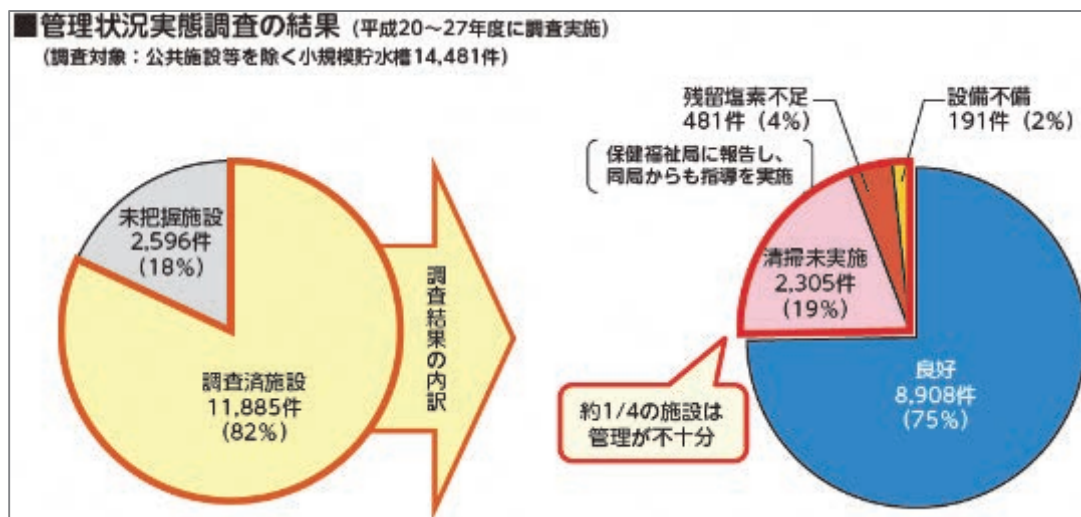 ■管理状況実態調査の結果（平成20～27年度に調査実施）
（調査対象：公共施設等を除く小規模貯水槽14,481件）
未把握施設
2,596件
（18%）
調査済施設
11,885件
（82%）
調査結果の内訳
残留塩素不足
481件（4%）
設備不備
191件（2%）
保健福祉局に報告し、
同局からも指導を実施
清掃未実施
2,305件
（19%）
良好
8,908件
（75%）
約1/4の施設は
管理が不十分